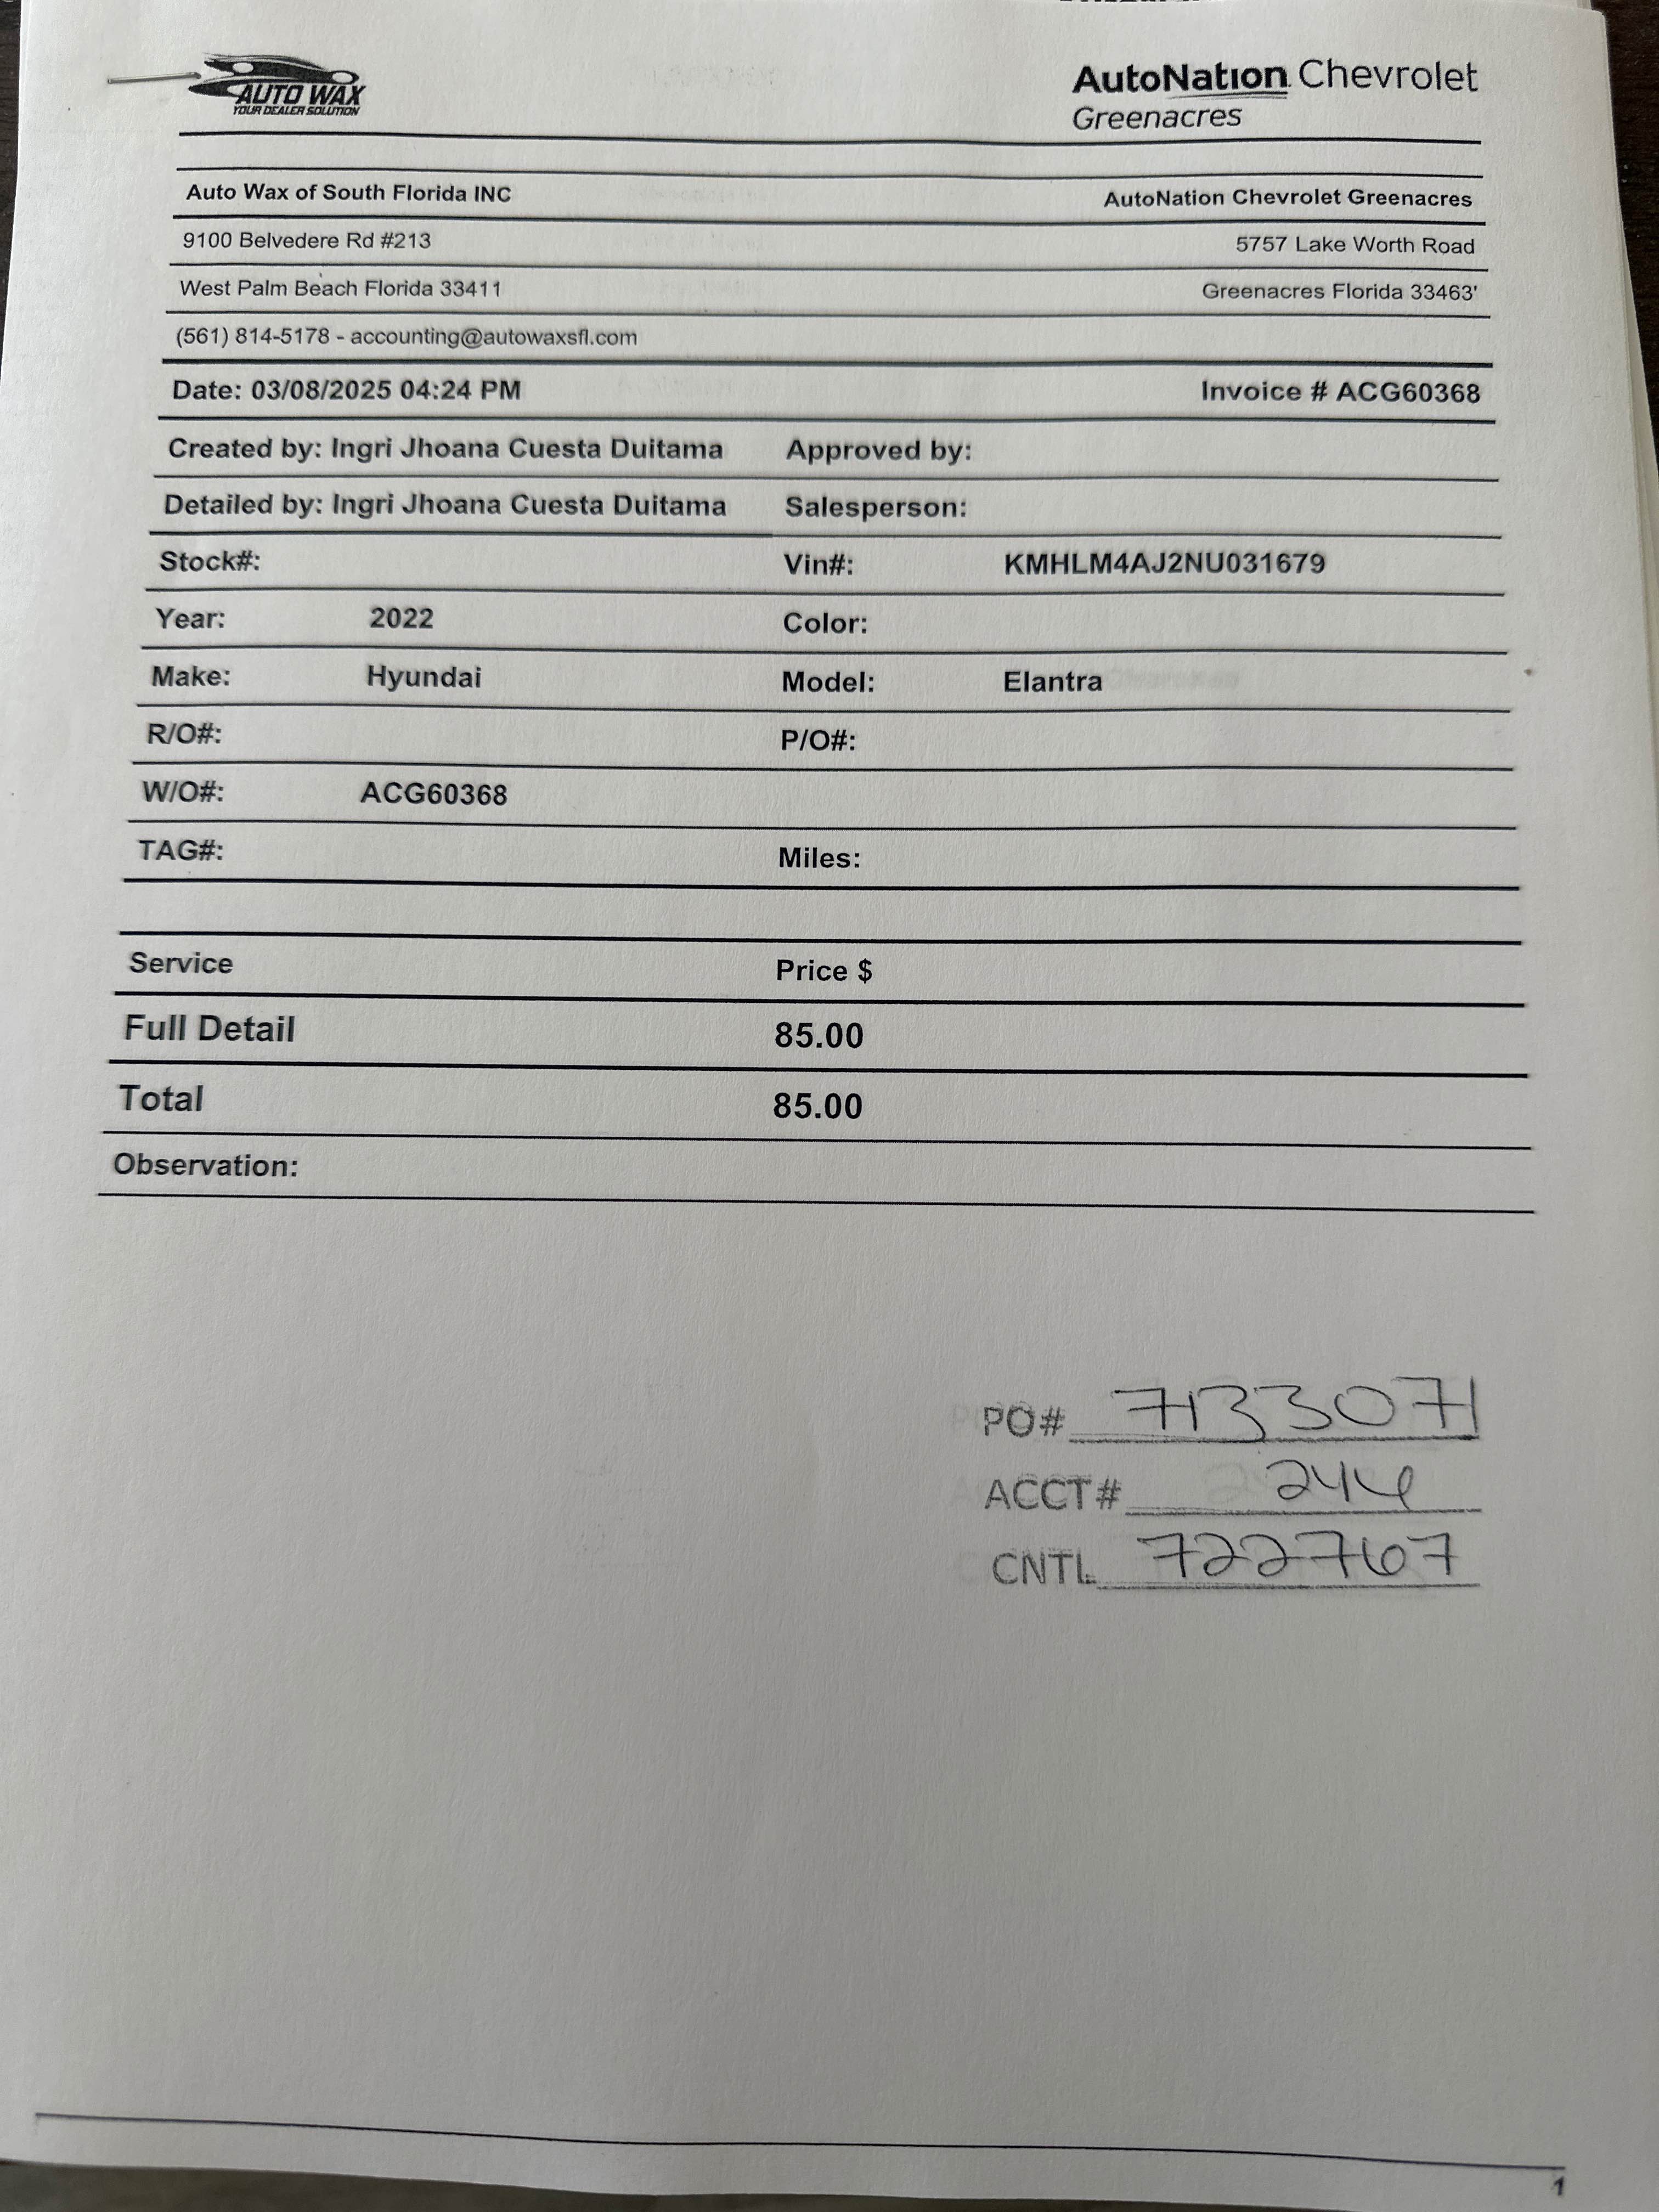 AUTO WAX
YOUR DEALER SOLUTION
AutoNation Chevrolet
Greenacres
Auto Wax of South Florida INC AutoNation Chevrolet Greenacres
9100 Belvedere Rd #213 5757 Lake Worth Road
West Palm Beach Florida 33411 Greenacres Florida 33463'
(561) 814-5178 - accounting@autowaxsfl.com
Date: 03/08/2025 04:24 PM Invoice # ACG60368
Created by: Ingri Jhoana Cuesta Duitama Approved by:
Detailed by: Ingri Jhoana Cuesta Duitama Salesperson:
Stock#: Vin#: KMHLM4AJ2NU031679
Year: 2022 Color:
Make: Hyundai Model: Elantra
R/O#: P/O#:
W/O#: ACG60368
TAG#: Miles:
Service Price $
Full Detail 85.00
Total 85.00
Observation:
PO# 7133071
ACCT# 244
CNTL 722767
1